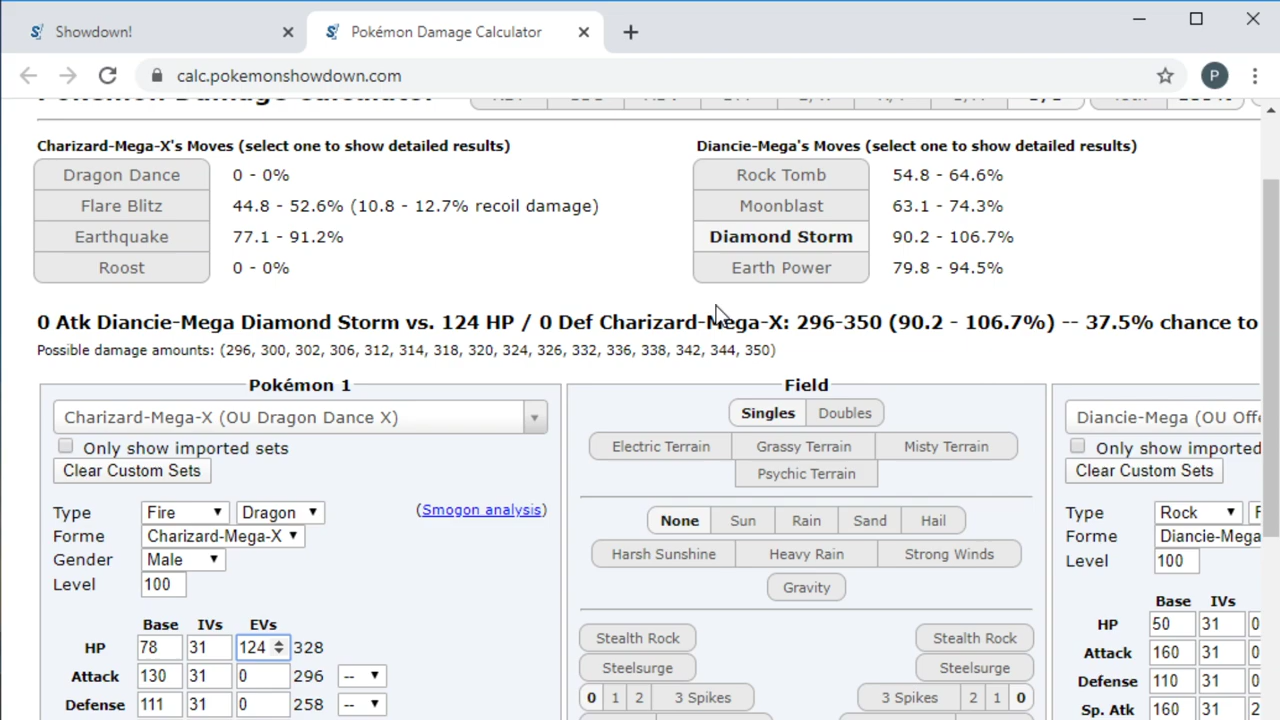 Showdown!
Pokémon Damage Calculator
calc.pokemonshowdown.com
P
Pokémon Damage Calculator
Charizard-Mega-X's Moves (select one to show detailed results)
Dragon Dance 0 - 0%
Flare Blitz 44.8 - 52.6% (10.8 - 12.7% recoil damage)
Earthquake 77.1 - 91.2%
Roost 0 - 0%
Diancie-Mega's Moves (select one to show detailed results)
Rock Tomb 54.8 - 64.6%
Moonblast 63.1 - 74.3%
Diamond Storm 90.2 - 106.7%
Earth Power 79.8 - 94.5%
0 Atk Diancie-Mega Diamond Storm vs. 124 HP / 0 Def Charizard-Mega-X: 296-350 (90.2 - 106.7%) -- 37.5% chance to
Possible damage amounts: (296, 300, 302, 306, 312, 314, 318, 320, 324, 326, 332, 336, 338, 342, 344, 350)
Pokémon 1
Charizard-Mega-X (OU Dragon Dance X)
Only show imported sets
Clear Custom Sets
Type Fire Dragon (Smogon analysis)
Forme Charizard-Mega-X
Gender Male
Level 100
Base IVs EVs
HP 78 31 124 328
Attack 130 31 0 296 --
Defense 111 31 0 258 --
Field
Singles Doubles
Electric Terrain Grassy Terrain Misty Terrain
Psychic Terrain
None Sun Rain Sand Hail
Harsh Sunshine Heavy Rain Strong Winds
Gravity
Stealth Rock Stealth Rock
Steelsurge Steelsurge
0 1 2 3 Spikes 3 Spikes 2 1 0
Diancie-Mega (OU Offe
Only show imported
Clear Custom Sets
Type Rock F
Forme Diancie-Mega
Level 100
Base IVs
HP 50 31 0
Attack 160 31 0
Defense 110 31 0
Sp. Atk 160 31 2